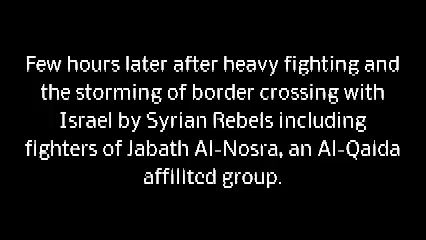 Few hours later after heavy fighting and
the storming of border crossing with
Israel by Syrian Rebels including
fighters of Jabath Al-Nosra, an Al-Qaida
affilited group.